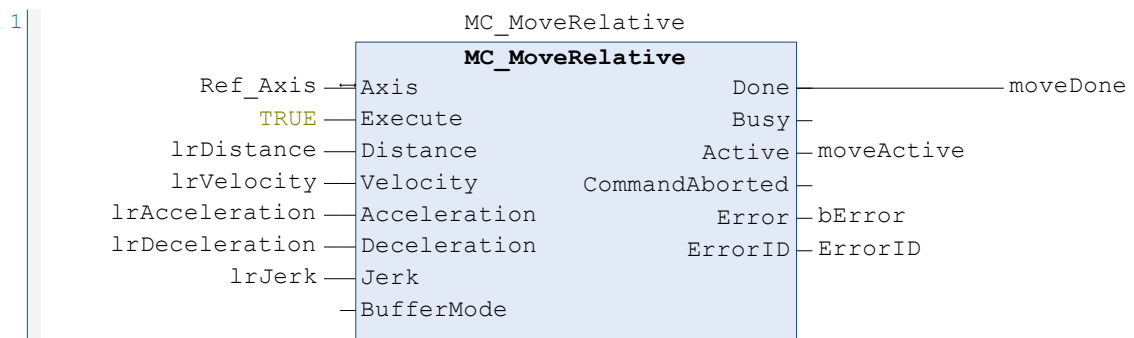 1
MC_MoveRelative
MC_MoveRelative
Ref_Axis Axis Done moveDone
TRUE Execute Busy
lrDistance Distance Active moveActive
lrVelocity Velocity CommandAborted
lrAcceleration Acceleration Error bError
lrDeceleration Deceleration ErrorID ErrorID
lrJerk Jerk
BufferMode